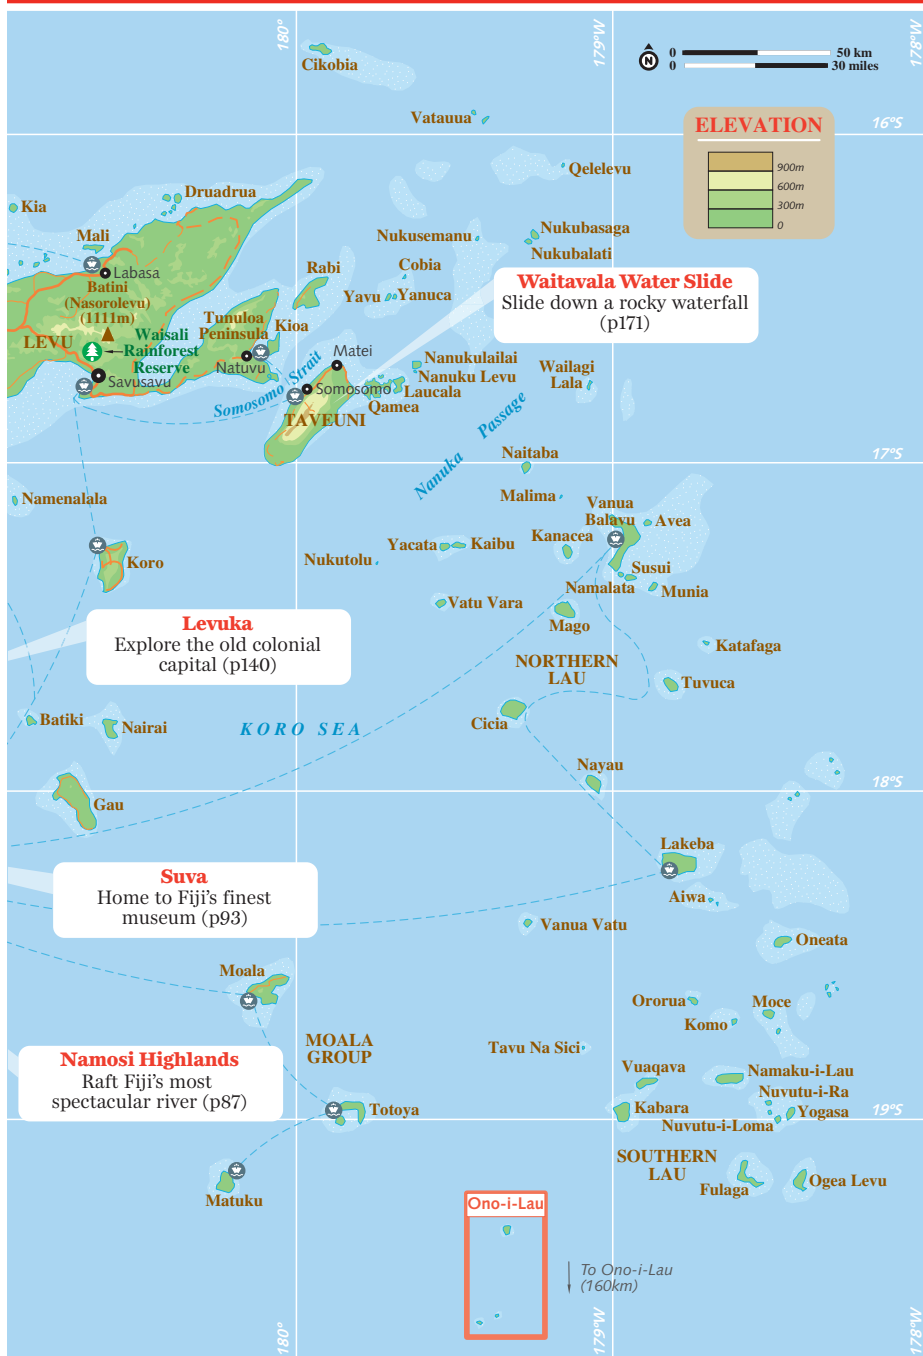 180°
179°W
178°W
Cikobia
0
50 km
0
30 miles
N
Vatauua
16°S
ELEVATION
900m
600m
300m
0
Qelelevu
Kia
Druadrua
Mali
Labasa
Batini
(Nasorolevu)
(1111m)
LEVU
Waisali
Rainforest
Reserve
Savusavu
Tunuloa
Peninsula
Kioa
Natuvu
Rabi
Nukusemanu
Nukubasaga
Nukubalati
Cobia
Yavu
Yanuca
Waitavala Water Slide
Slide down a rocky waterfall
(p171)
Matei
Somosomo Strait
Somosomo
TAVEUNI
Nanukulailai
Nanuku Levu
Laucala
Qamea
Wailagi
Lala
Nanuka Passage
17°S
Naitaba
Malima
Namenalala
Vanua
Balavu
Avea
Koro
Nukutolu
Yacata
Kaibu
Kanacea
Susui
Namalata
Munia
Vatu Vara
Mago
Levuka
Explore the old colonial
capital (p140)
Katafaga
NORTHERN
LAU
Tuvuca
Batiki
Nairai
KORO SEA
Cicia
Nayau
18°S
Gau
Lakeba
Suva
Home to Fiji's finest
museum (p93)
Aiwa
Vanua Vatu
Oneata
Moala
Ororua
Moce
Komo
MOALA
GROUP
Tavu Na Sici
Namosi Highlands
Raft Fiji's most
spectacular river (p87)
Vuaqava
Namaku-i-Lau
Nuvutu-i-Ra
Totoya
Kabara
Yogasa
Nuvutu-i-Loma
19°S
SOUTHERN
LAU
Matuku
Fulaga
Ogea Levu
Ono-i-Lau
To Ono-i-Lau
(160km)
180°
179°W
178°W